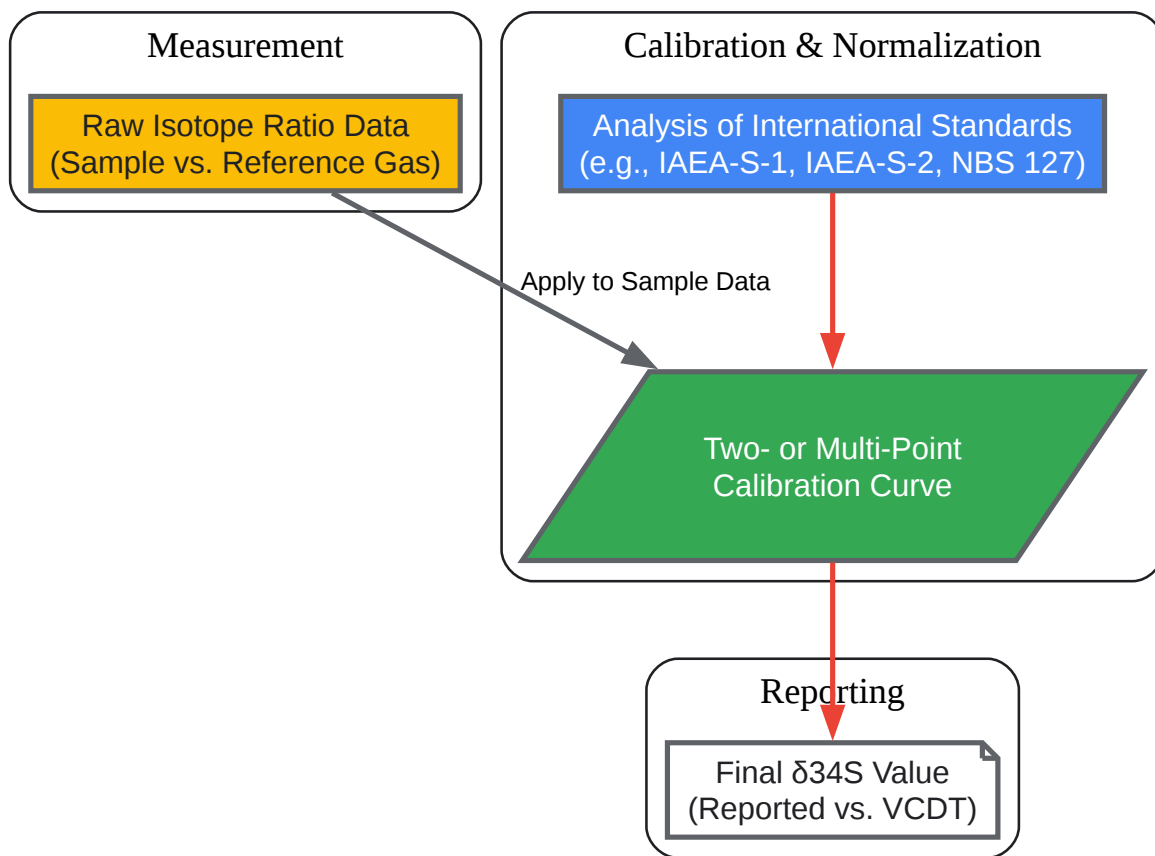 Measurement
Raw Isotope Ratio Data
(Sample vs. Reference Gas)
Calibration & Normalization
Analysis of International Standards
(e.g., IAEA-S-1, IAEA-S-2, NBS 127)
Apply to Sample Data
Two- or Multi-Point
Calibration Curve
Reporting
Final δ34S Value
(Reported vs. VCDT)